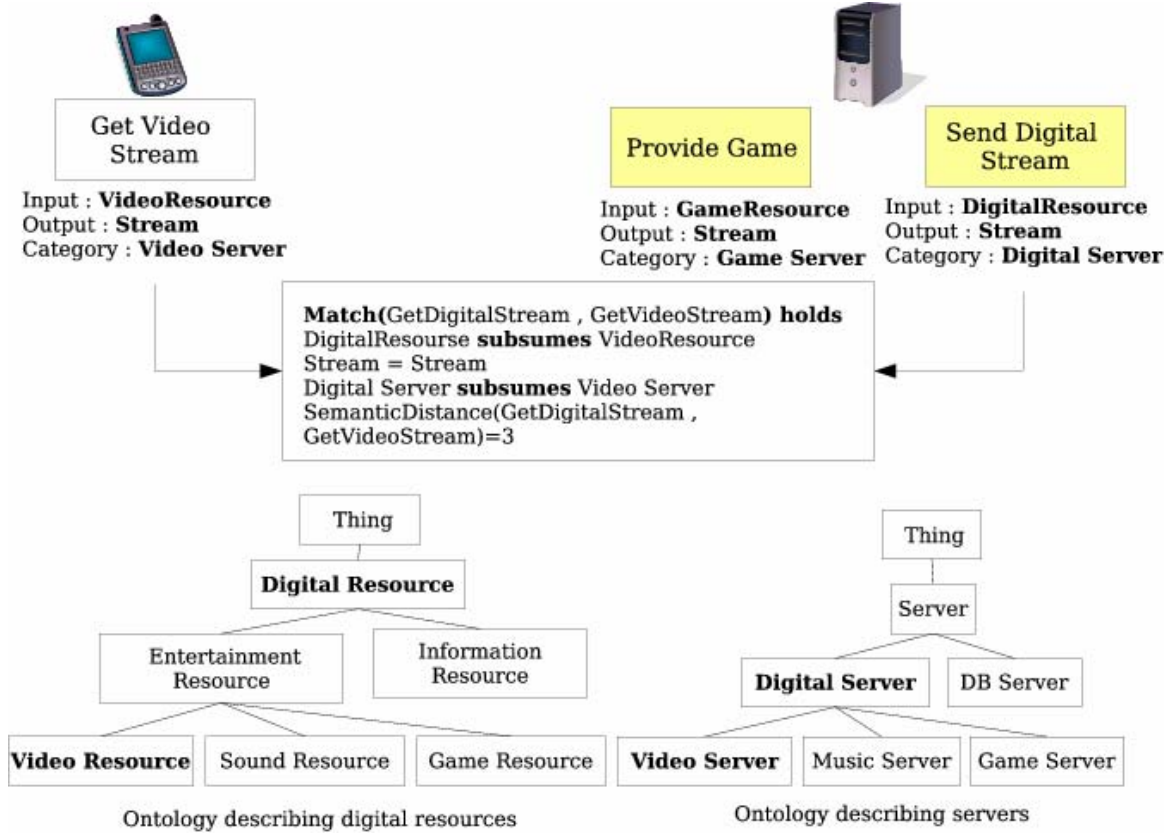 Get Video
Stream
Input : VideoResource
Output : Stream
Category : Video Server
Provide Game
Input : GameResource
Output : Stream
Category : Game Server
Send Digital
Stream
Input : DigitalResource
Output : Stream
Category : Digital Server
Match(GetDigitalStream , GetVideoStream) holds
DigitalResourse subsumes VideoResource
Stream = Stream
Digital Server subsumes Video Server
SemanticDistance(GetDigitalStream ,
GetVideoStream)=3
Thing
Digital Resource
Entertainment
Resource
Information
Resource
Video Resource
Sound Resource
Game Resource
Ontology describing digital resources
Thing
Server
Digital Server
DB Server
Video Server
Music Server
Game Server
Ontology describing servers